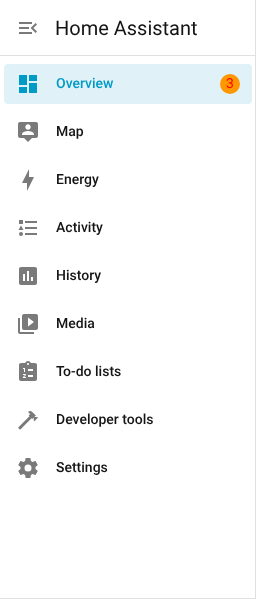 Home Assistant
Overview 3
Map
Energy
Activity
History
Media
To-do lists
Developer tools
Settings